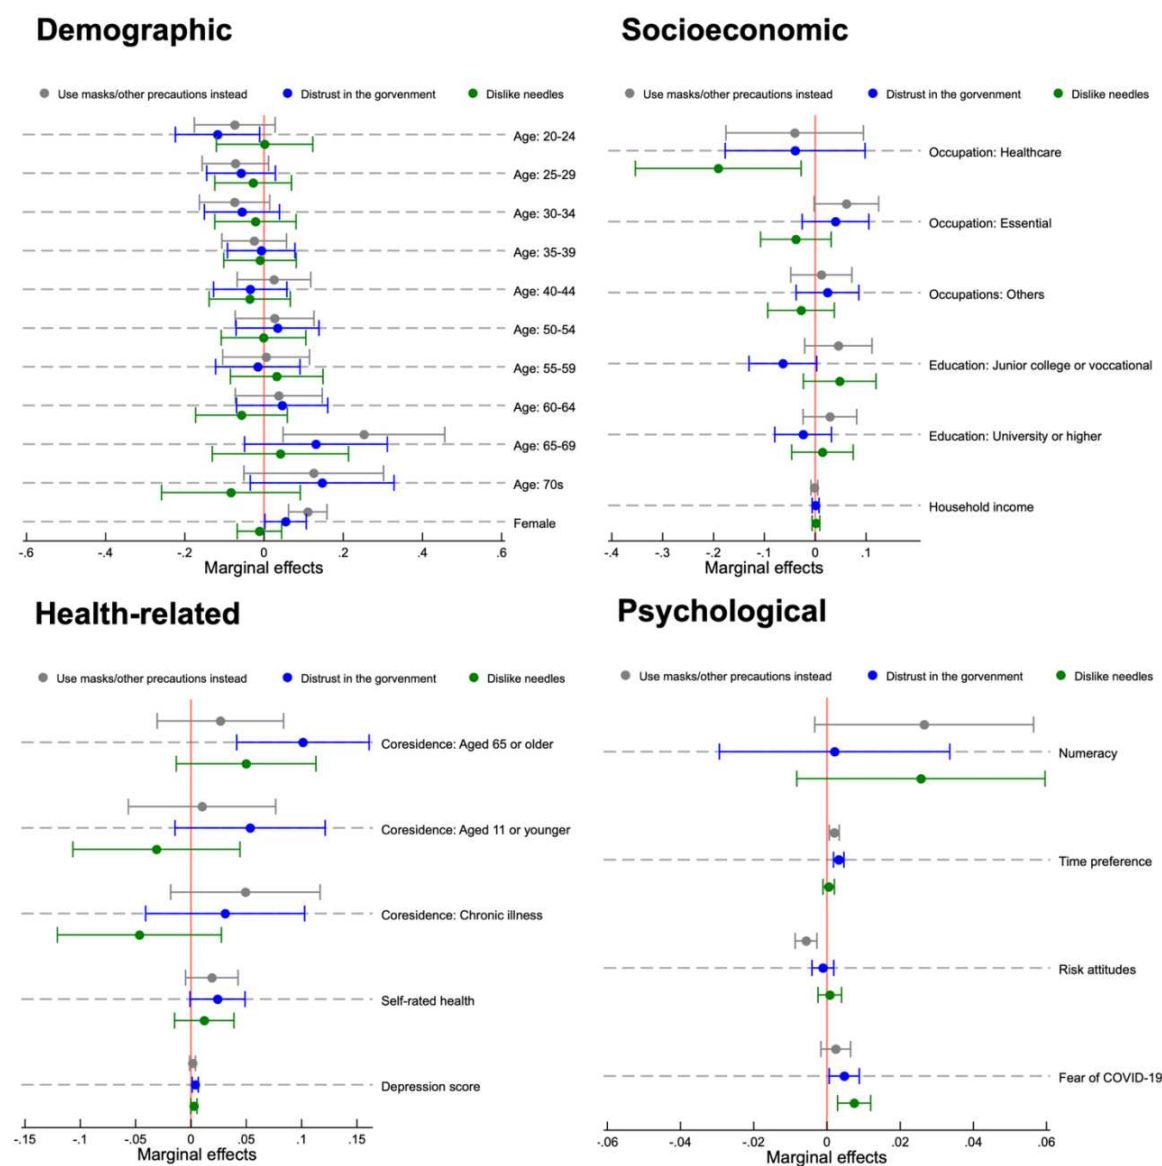 Demographic
Use masks/other precautions instead Distrust in the gorvenment Dislike needles
Age: 20-24
Age: 25-29
Age: 30-34
Age: 35-39
Age: 40-44
Age: 50-54
Age: 55-59
Age: 60-64
Age: 65-69
Age: 70s
Female
-.6 -.4 -.2 0 .2 .4 .6
Marginal effects
Socioeconomic
Use masks/other precautions instead Distrust in the gorvenment Dislike needles
Occupation: Healthcare
Occupation: Essential
Occupations: Others
Education: Junior college or voccational
Education: University or higher
Household income
-.4 -.3 -.2 -.1 0 .1
Marginal effects
Health-related
Use masks/other precautions instead Distrust in the gorvenment Dislike needles
Coresidence: Aged 65 or older
Coresidence: Aged 11 or younger
Coresidence: Chronic illness
Self-rated health
Depression score
-.15 -.1 -.05 0 .05 .1 .15
Marginal effects
Psychological
Use masks/other precautions instead Distrust in the gorvenment Dislike needles
Numeracy
Time preference
Risk attitudes
Fear of COVID-19
-.06 -.04 -.02 0 .02 .04 .06
Marginal effects